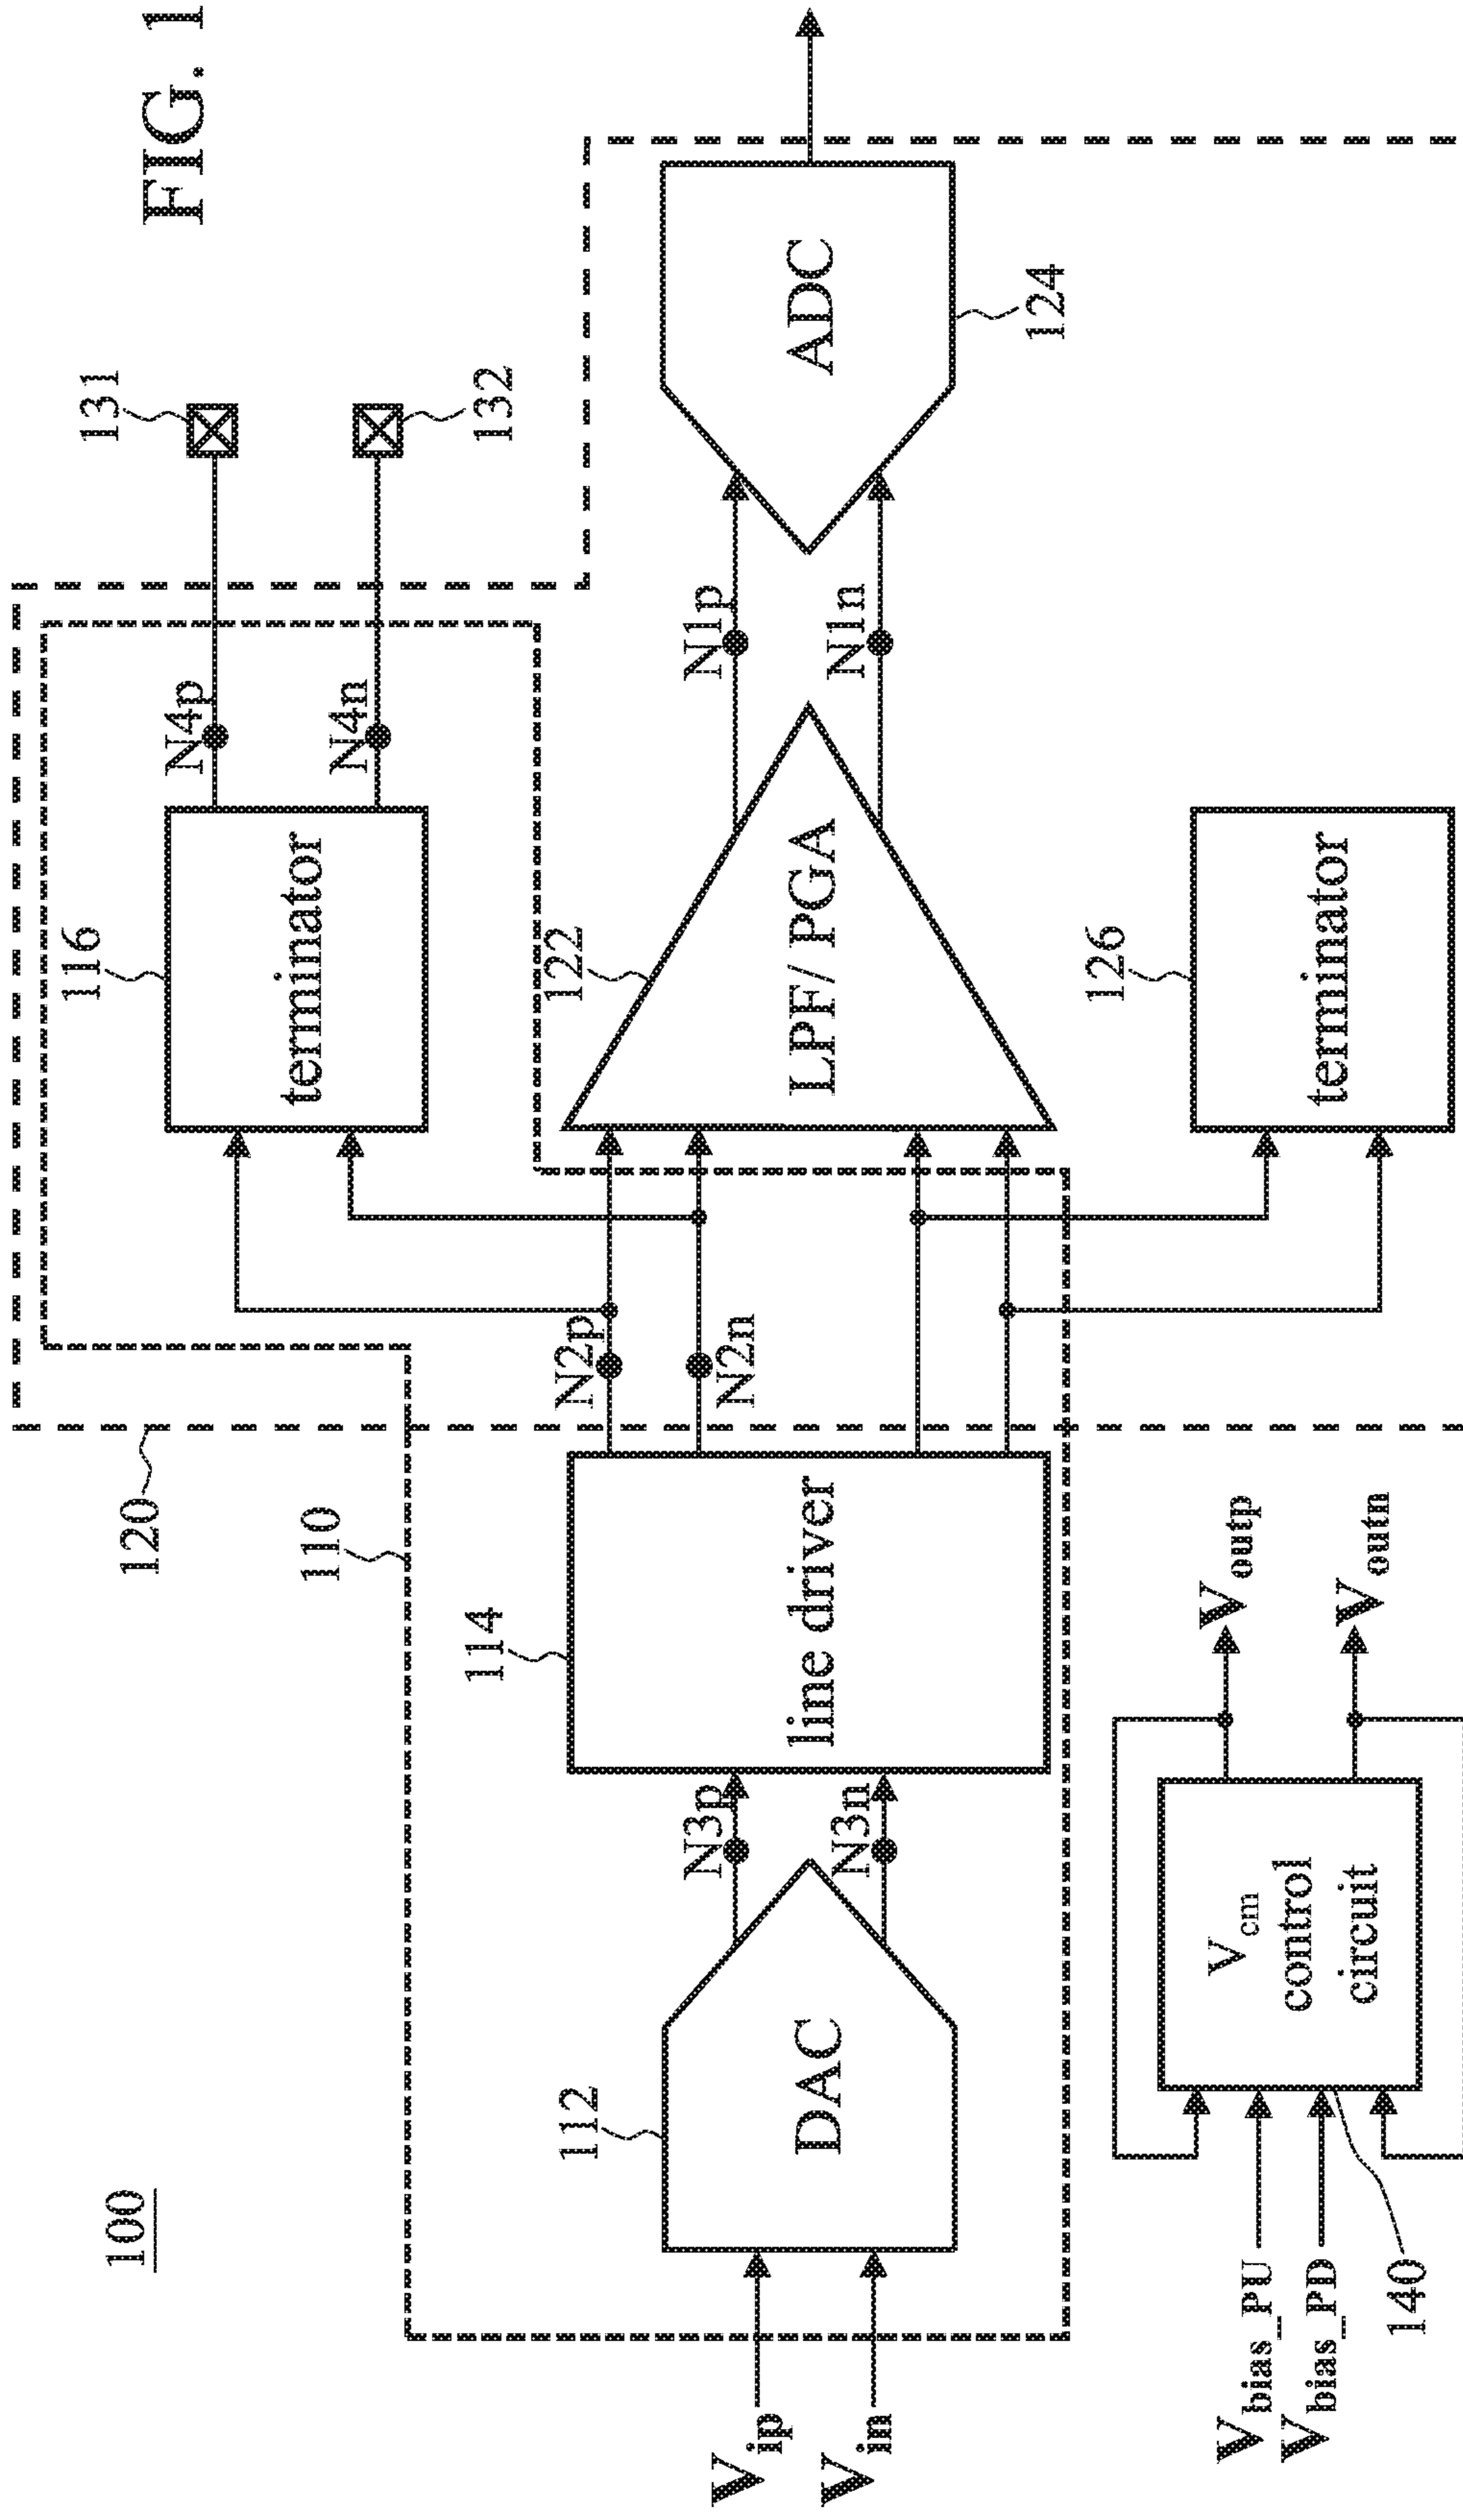 FIG. 1
100
120
110
116
terminator
N4p
N4n
131
132
112
DAC
Vip
Vin
N3p
N3n
114
line driver
N2p
N2n
122
LPF/ PGA
N1p
N1n
ADC
124
126
terminator
Vbias_PU
Vbias_PD
140
Vcm
control
circuit
Voutp
Voutn